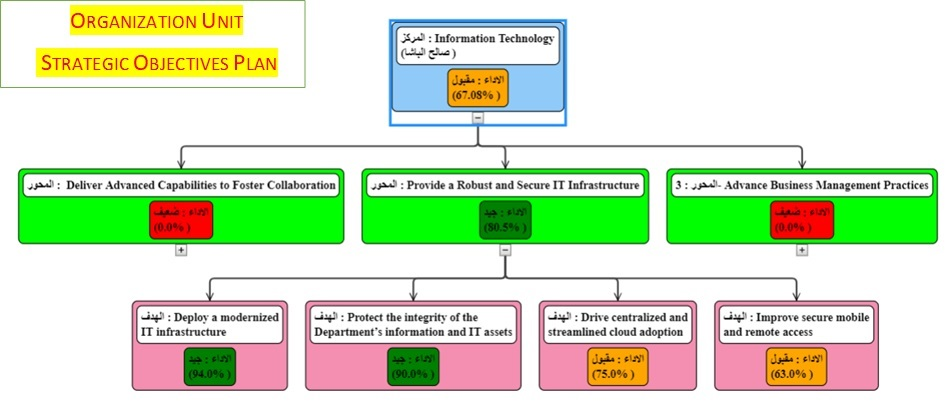 ORGANIZATION UNIT
STRATEGIC OBJECTIVES PLAN
المركز : Information Technology
(صالح الباشا )
الاداء : مقبول
(67.08% )
المحور : Deliver Advanced Capabilities to Foster Collaboration
الاداء : ضعيف
(0.0% )
المحور : Provide a Robust and Secure IT Infrastructure
الاداء : جيد
(80.5% )
3 : المحور- Advance Business Management Practices
الاداء : ضعيف
(0.0% )
الهدف : Deploy a modernized
IT infrastructure
الاداء : جيد
(94.0% )
الهدف : Protect the integrity of the
Department's information and IT assets
الاداء : جيد
(90.0% )
الهدف : Drive centralized and
streamlined cloud adoption
الاداء : مقبول
(75.0% )
الهدف : Improve secure mobile
and remote access
الاداء : مقبول
(63.0% )